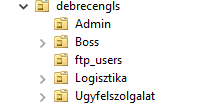 debrecengls
Admin
Boss
ftp_users
Logisztika
Ugyfelszolgalat